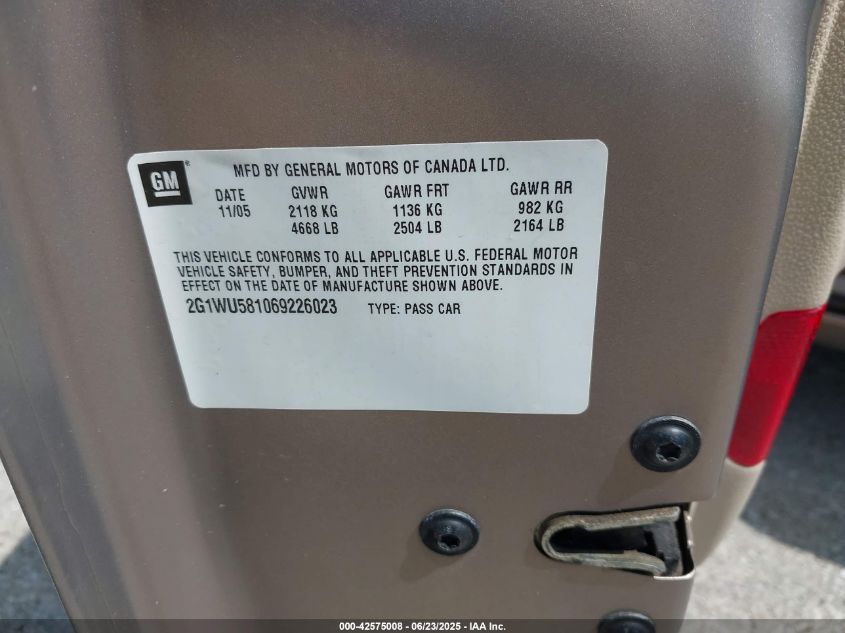 GM
MFD BY GENERAL MOTORS OF CANADA LTD.
DATE GVWR GAWR FRT GAWR RR
11/05 2118 KG 1136 KG 982 KG
4668 LB 2504 LB 2164 LB
THIS VEHICLE CONFORMS TO ALL APPLICABLE U.S. FEDERAL MOTOR
VEHICLE SAFETY, BUMPER, AND THEFT PREVENTION STANDARDS IN
EFFECT ON THE DATE OF MANUFACTURE SHOWN ABOVE.
2G1WU581069226023 TYPE: PASS CAR
000-42575008 - 06/23/2025 - IAA Inc.